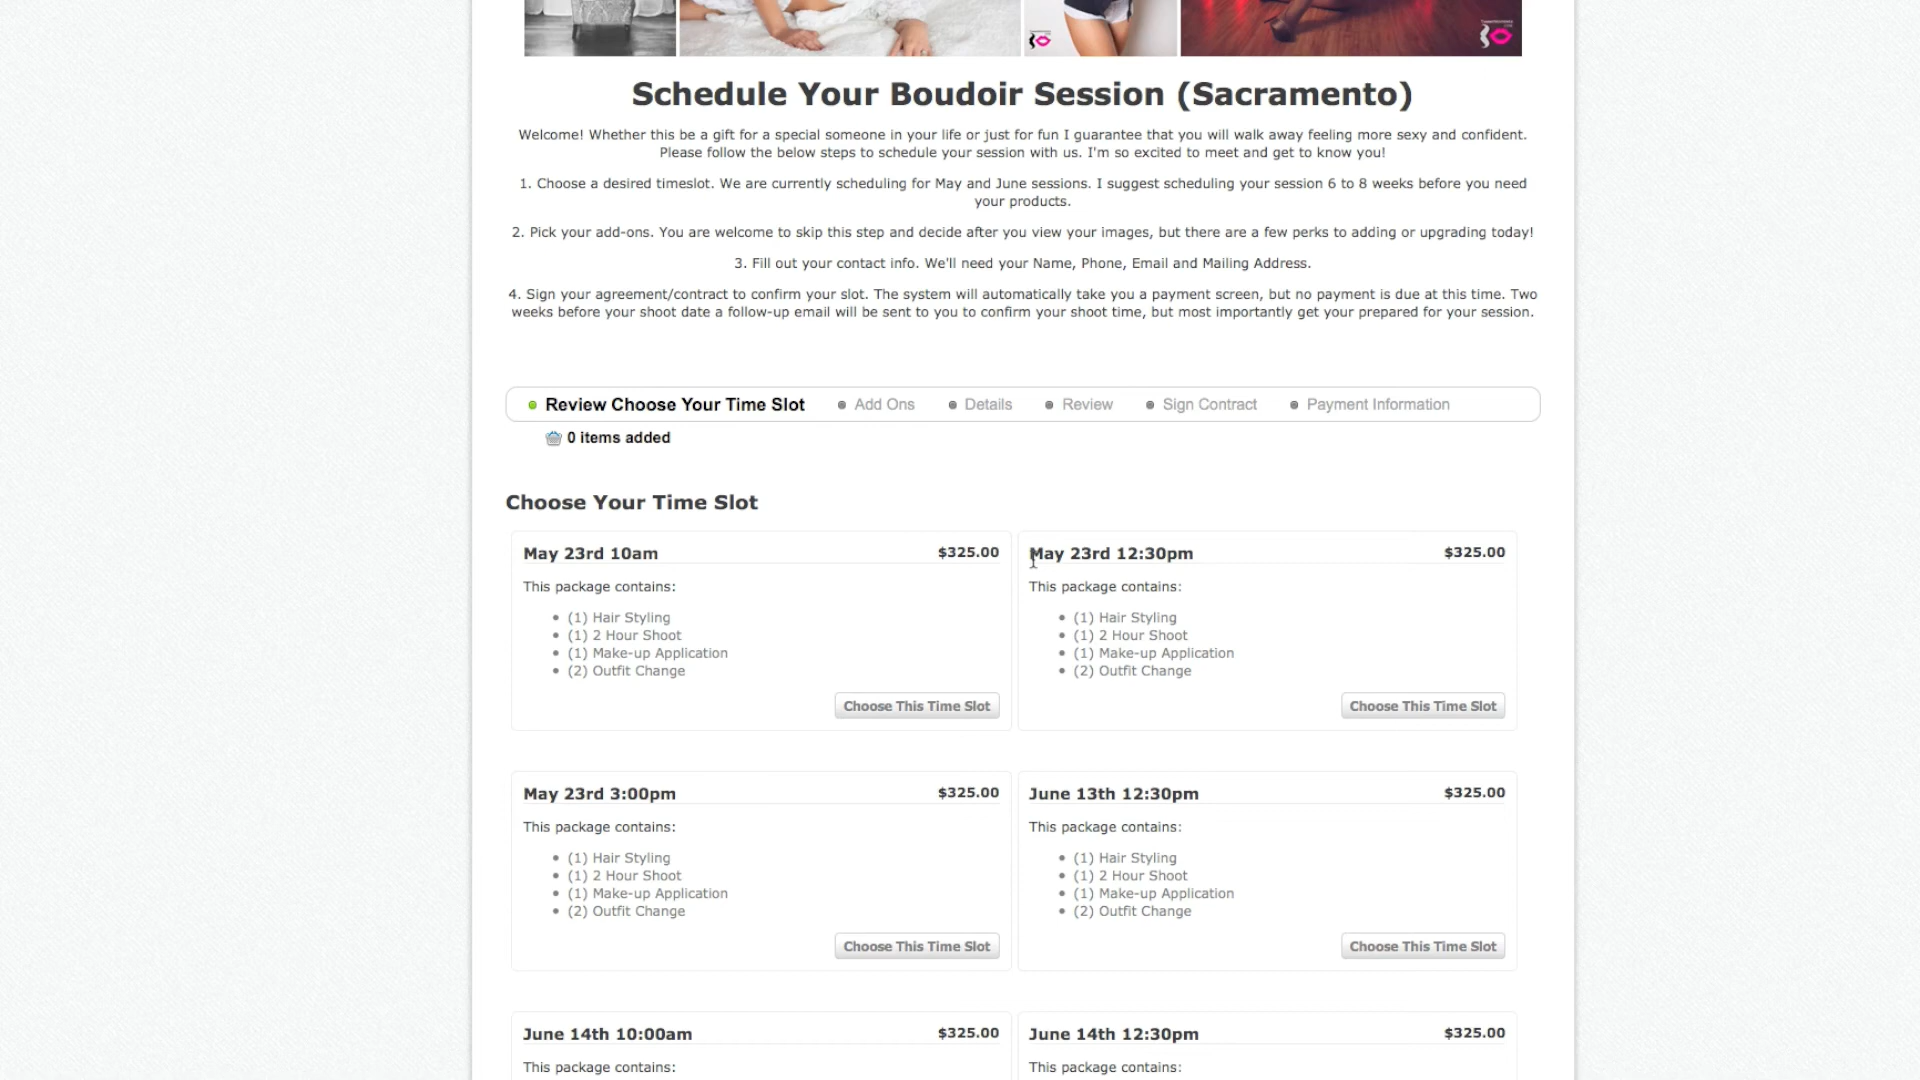 Schedule Your Boudoir Session (Sacramento)
Welcome! Whether this be a gift for a special someone in your life or just for fun I guarantee that you will walk away feeling more sexy and confident.
Please follow the below steps to schedule your session with us. I'm so excited to meet and get to know you!
1. Choose a desired timeslot. We are currently scheduling for May and June sessions. I suggest scheduling your session 6 to 8 weeks before you need
your products.
2. Pick your add-ons. You are welcome to skip this step and decide after you view your images, but there are a few perks to adding or upgrading today!
3. Fill out your contact info. We'll need your Name, Phone, Email and Mailing Address.
4. Sign your agreement/contract to confirm your slot. The system will automatically take you a payment screen, but no payment is due at this time. Two
weeks before your shoot date a follow-up email will be sent to you to confirm your shoot time, but most importantly get your prepared for your session.
Review Choose Your Time Slot Add Ons Details Review Sign Contract Payment Information
0 items added
Choose Your Time Slot
May 23rd 10am $325.00
This package contains:
(1) Hair Styling
(1) 2 Hour Shoot
(1) Make-up Application
(2) Outfit Change
Choose This Time Slot
May 23rd 12:30pm $325.00
This package contains:
(1) Hair Styling
(1) 2 Hour Shoot
(1) Make-up Application
(2) Outfit Change
Choose This Time Slot
May 23rd 3:00pm $325.00
This package contains:
(1) Hair Styling
(1) 2 Hour Shoot
(1) Make-up Application
(2) Outfit Change
Choose This Time Slot
June 13th 12:30pm $325.00
This package contains:
(1) Hair Styling
(1) 2 Hour Shoot
(1) Make-up Application
(2) Outfit Change
Choose This Time Slot
June 14th 10:00am $325.00
This package contains:
June 14th 12:30pm $325.00
This package contains: